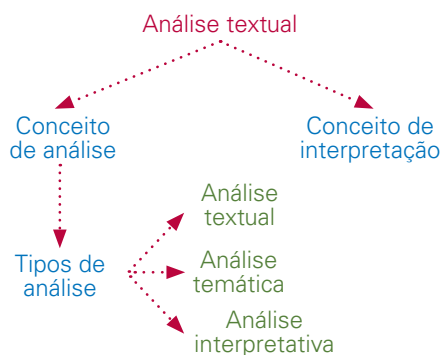 Análise textual
Conceito
de análise
Conceito de
interpretação
Análise
textual
Tipos de
análise
Análise
temática
Análise
interpretativa